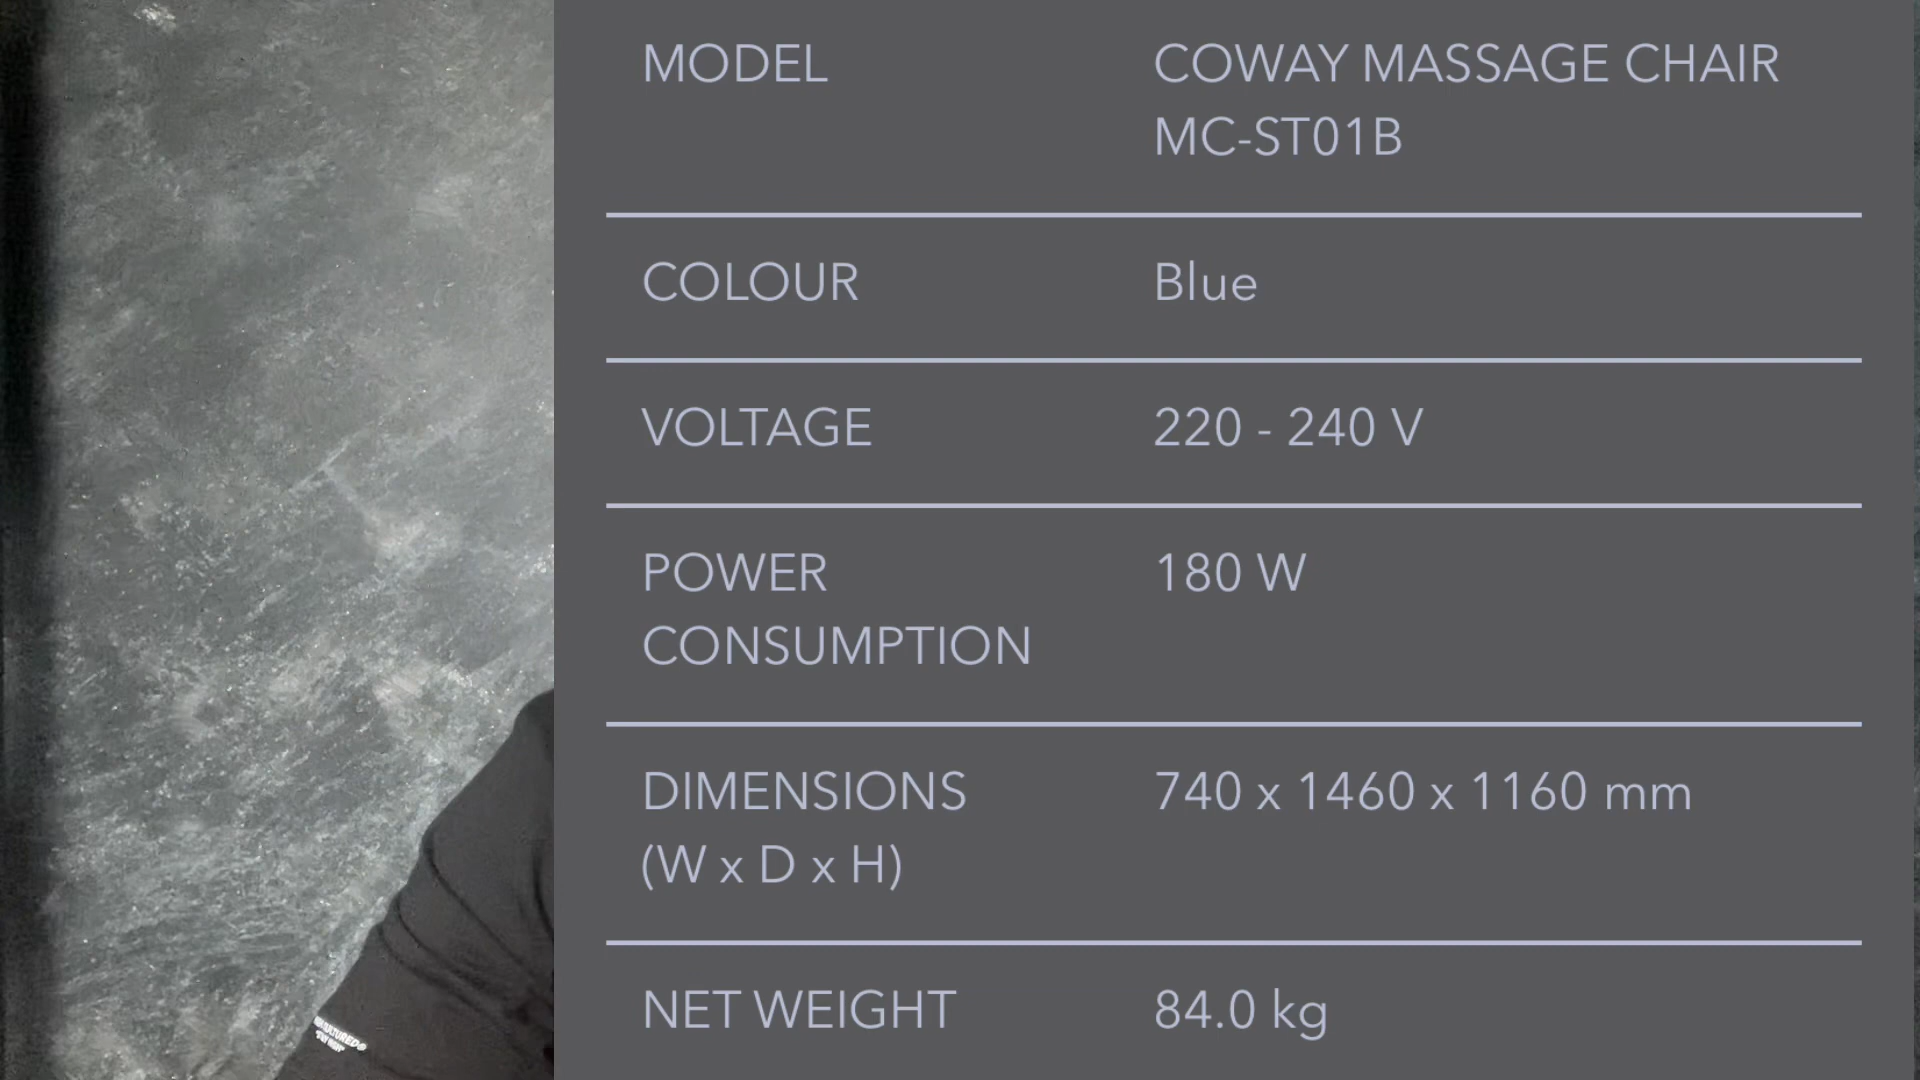 MODEL COWAY MASSAGE CHAIR
MC-ST01B
COLOUR Blue
VOLTAGE 220 - 240 V
POWER 180 W
CONSUMPTION
DIMENSIONS 740 x 1460 x 1160 mm
(W x D x H)
NET WEIGHT 84.0 kg